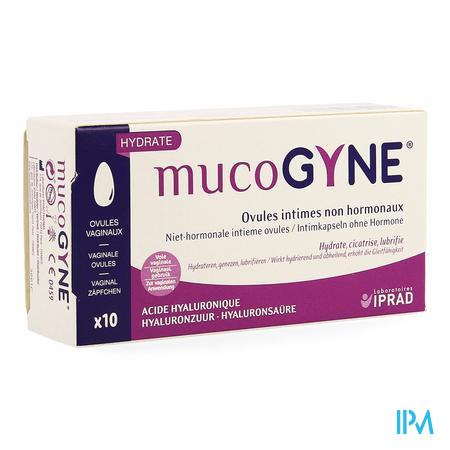 HYDRATE
mucoGYNE®
Ovules intimes non hormonaux
Niet-hormonale intieme ovules / Intimkapseln ohne Hormone
Hydrate, cicatrise, lubrifie
Hydrateren, genezen, lubrifiëren / Wirkt hydrierend und abheilend, erhöht die Gleitfähigkeit
Voie vaginale
Vaginaal gebruik
Zur vaginalen Anwendung
ACIDE HYALURONIQUE
HYALURONZUUR - HYALURONSÄURE
Laboratoires
IPRAD
OVULES
VAGINAUX
VAGINALE
OVULES
VAGINAL
ZÄPFCHEN
x10
mucoGYNE®
CE 0459
IPM